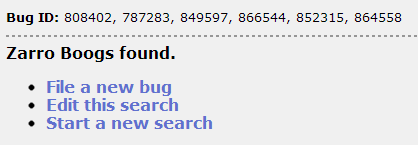 Bug ID: 808402, 787283, 849597, 866544, 852315, 864558
Zarro Boogs found.
File a new bug
Edit this search
Start a new search